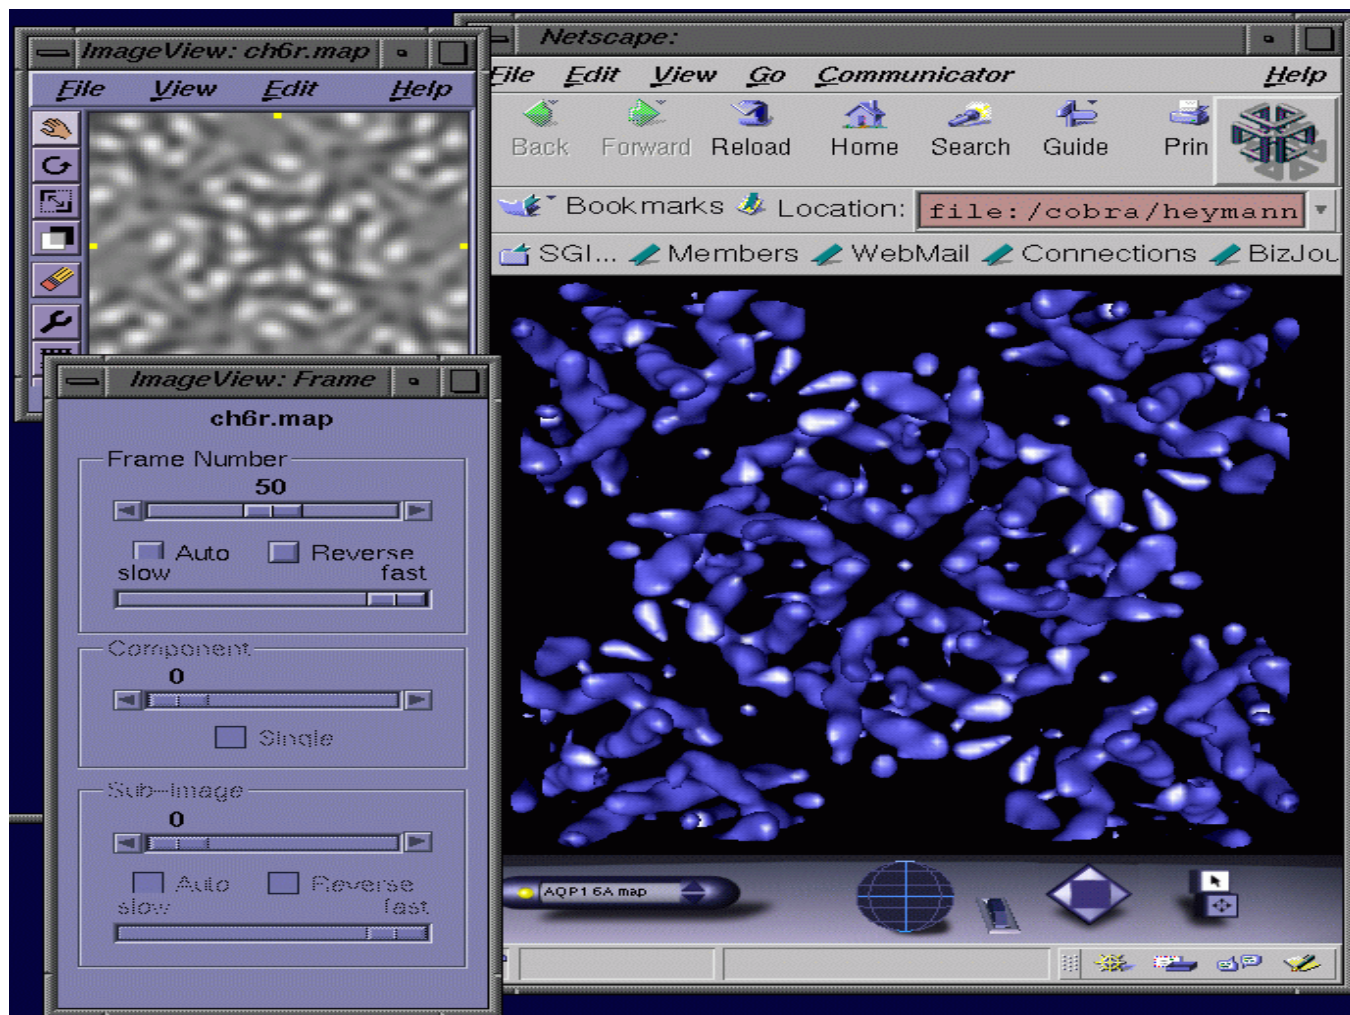 ImageView: ch6r.map
File View Edit Help
Netscape:
File Edit View Go Communicator Help
Back Forward Reload Home Search Guide Prin
Bookmarks Location: file:/cobra/heymann
SGI... Members WebMail Connections BizJou
ImageView: Frame
ch6r.map
Frame Number
50
Auto Reverse
slow fast
Component
0
Single
Sub-Image
0
Auto Reverse
slow fast
AQP1 6A map